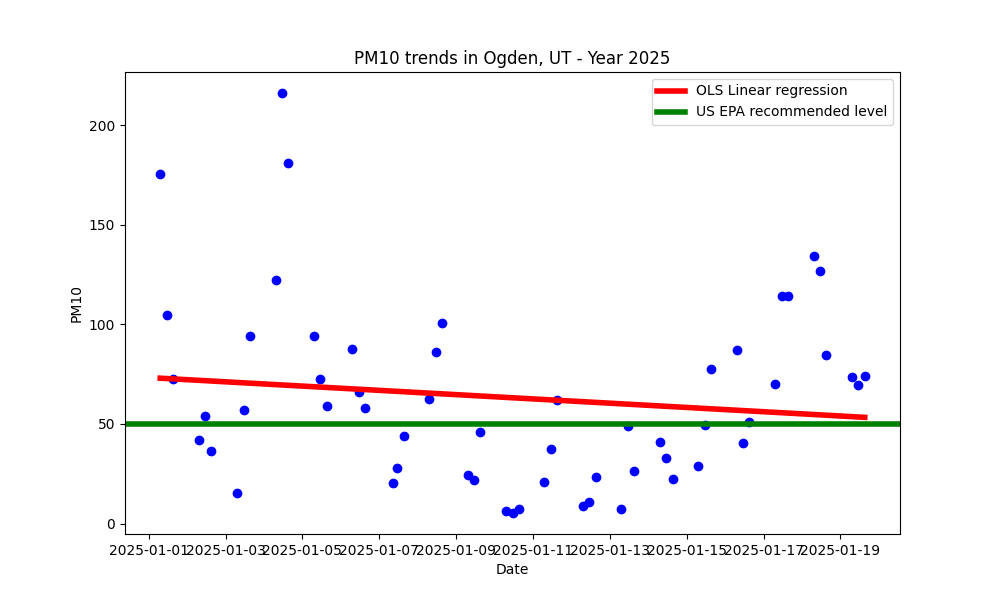 PM10 trends in Ogden, UT - Year 2025
OLS Linear regression
US EPA recommended level
PM10
200
150
100
50
0
2025-01-01 2025-01-03 2025-01-05 2025-01-07 2025-01-09 2025-01-11 2025-01-13 2025-01-15 2025-01-17 2025-01-19
Date